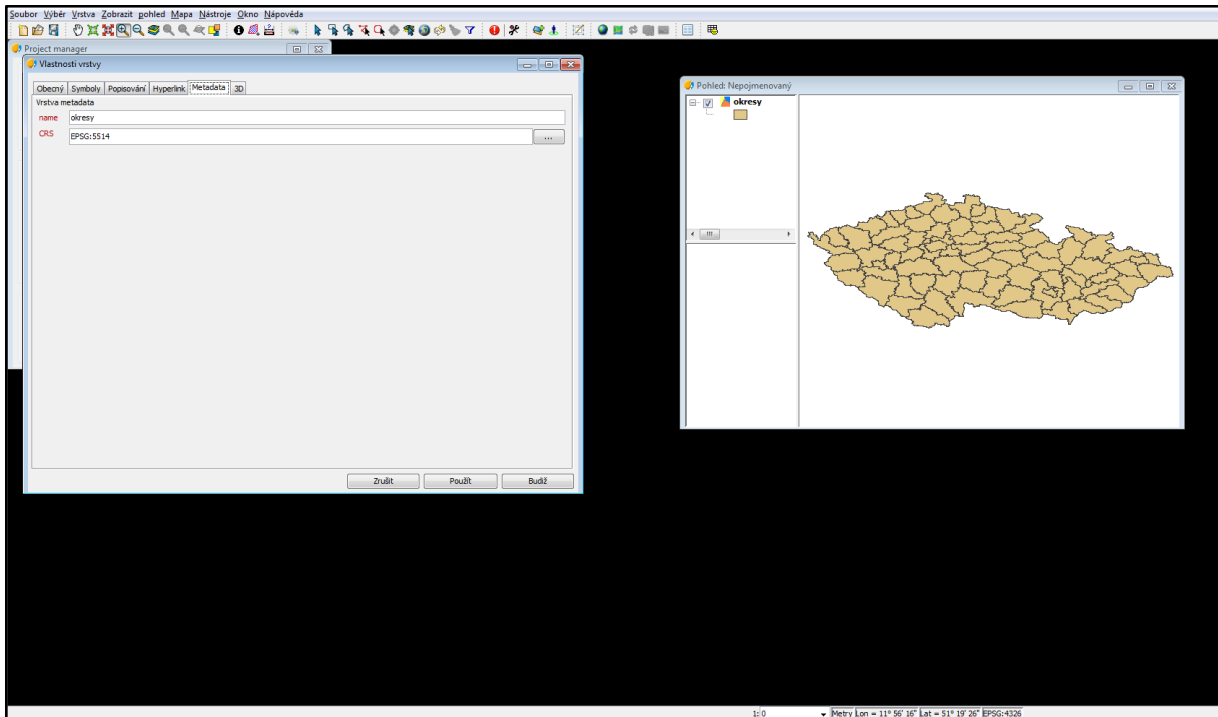 Soubor Výběr Vrstva Zobrazit pohled Mapa Nástroje Okno Nápověda
Project manager
Vlastnosti vrstvy
Obecný Symboly Popisování Hyperlink Metadata 3D
Vrstva metadata
name okresy
CRS EPSG:5514 ...
Zrušit Použít Budiž
Pohled: Nepojmenovaný
okresy
1: 0 Metry Lon = 11° 56' 16" Lat = 51° 19' 26" EPSG:4326